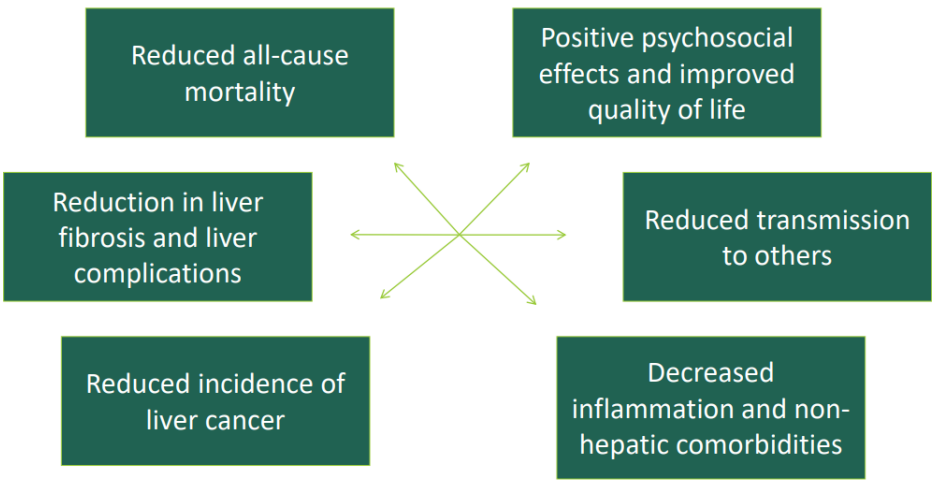 Reduced all-cause
mortality
Positive psychosocial
effects and improved
quality of life
Reduction in liver
fibrosis and liver
complications
Reduced transmission
to others
Reduced incidence of
liver cancer
Decreased
inflammation and non-
hepatic comorbidities